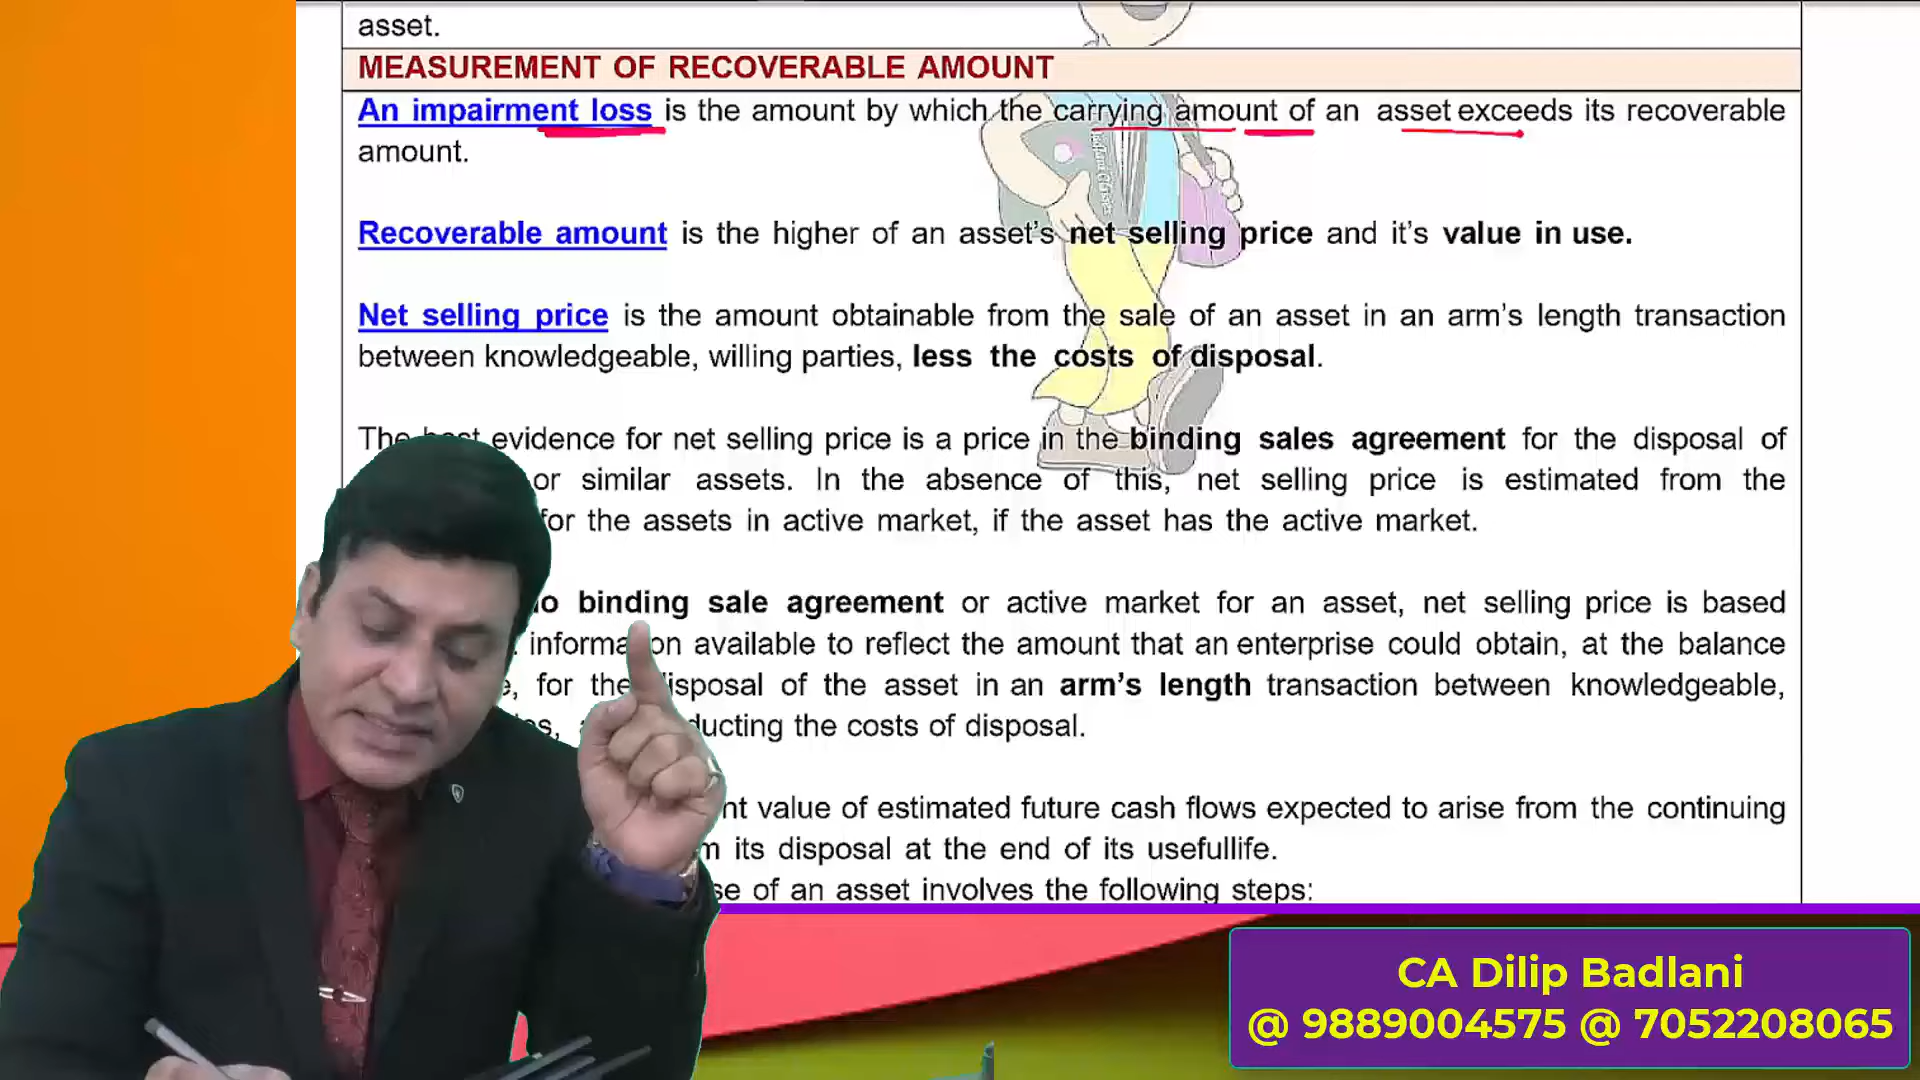 asset.
MEASUREMENT OF RECOVERABLE AMOUNT
An impairment loss is the amount by which the carrying amount of an asset exceeds its recoverable
amount.
Recoverable amount is the higher of an asset's net selling price and it's value in use.
Net selling price is the amount obtainable from the sale of an asset in an arm's length transaction
between knowledgeable, willing parties, less the costs of disposal.
The best evidence for net selling price is a price in the binding sales agreement for the disposal of
or similar assets. In the absence of this, net selling price is estimated from the
for the assets in active market, if the asset has the active market.
binding sale agreement or active market for an asset, net selling price is based
information available to reflect the amount that an enterprise could obtain, at the balance
for the disposal of the asset in an arm's length transaction between knowledgeable,
the costs of disposal.
value of estimated future cash flows expected to arise from the continuing
its disposal at the end of its usefullife.
of an asset involves the following steps:
CA Dilip Badlani
@ 9889004575 @ 7052208065